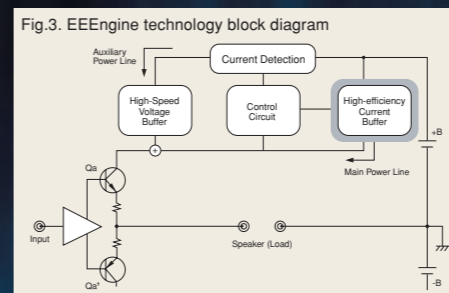 Fig.3. EEEngine technology block diagram
Auxiliary
Power Line
Current Detection
High-Speed
Voltage
Buffer
Control
Circuit
High-efficiency
Current
Buffer
+B
+
Qa
Main Power Line
Input
Speaker (Load)
Qa'
-B